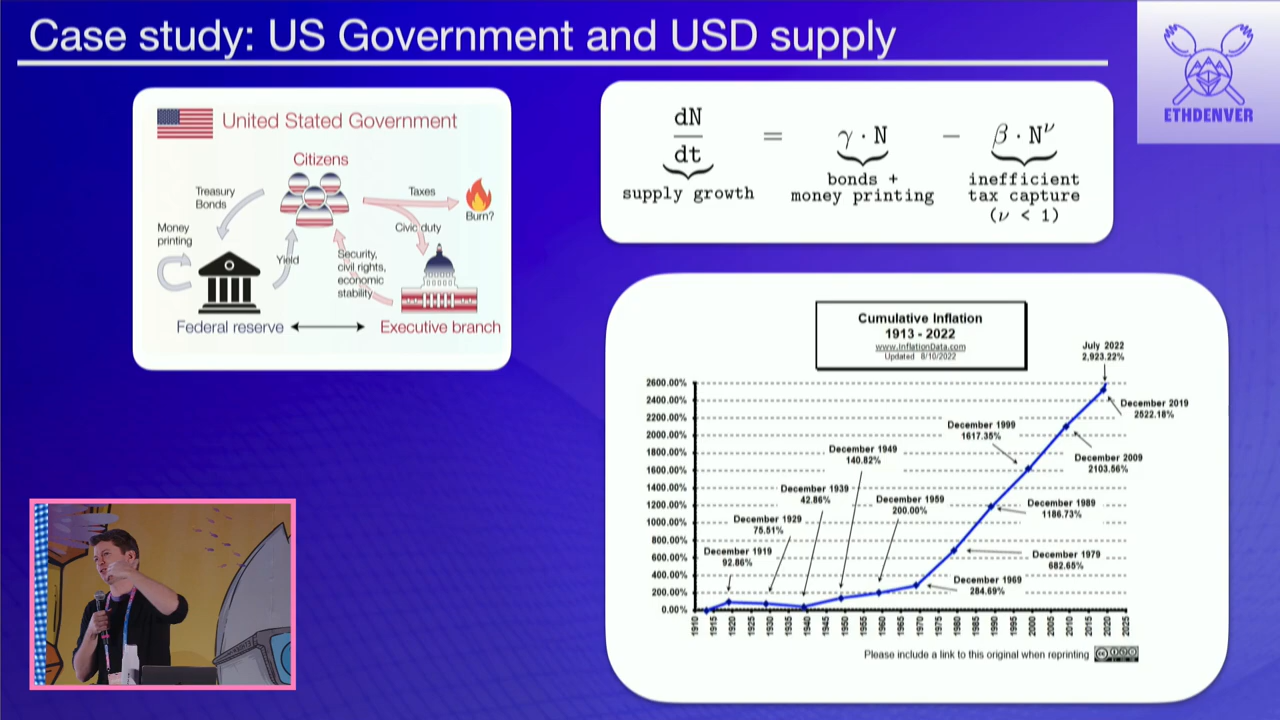 Case study: US Government and USD supply
ETHDENVER
United Stated Government
Citizens
Treasury
Bonds
Taxes
Burn?
Money
printing
Civic duty
Yield
Security,
civil rights,
economic
stability
Federal reserve
Executive branch
dN
dt
= γ · N − β · N^ν
supply growth
bonds +
money printing
inefficient
tax capture
(ν < 1)
Cumulative Inflation
1913 - 2022
www.InflationData.com
Updated 8/10/2022
July 2022
2,923.22%
2600.00%
2400.00%
2200.00%
2000.00%
1800.00%
1600.00%
1400.00%
1200.00%
1000.00%
800.00%
600.00%
400.00%
200.00%
0.00%
December 2019
2522.18%
December 1999
1617.35%
December 1949
140.82%
December 2009
2103.56%
December 1939
42.86%
December 1959
200.00%
December 1989
1186.73%
December 1929
75.51%
December 1919
92.86%
December 1979
682.65%
December 1969
284.69%
1910 1915 1920 1925 1930 1935 1940 1945 1950 1955 1960 1965 1970 1975 1980 1985 1990 1995 2000 2005 2010 2015 2020 2025
Please include a link to this original when reprinting